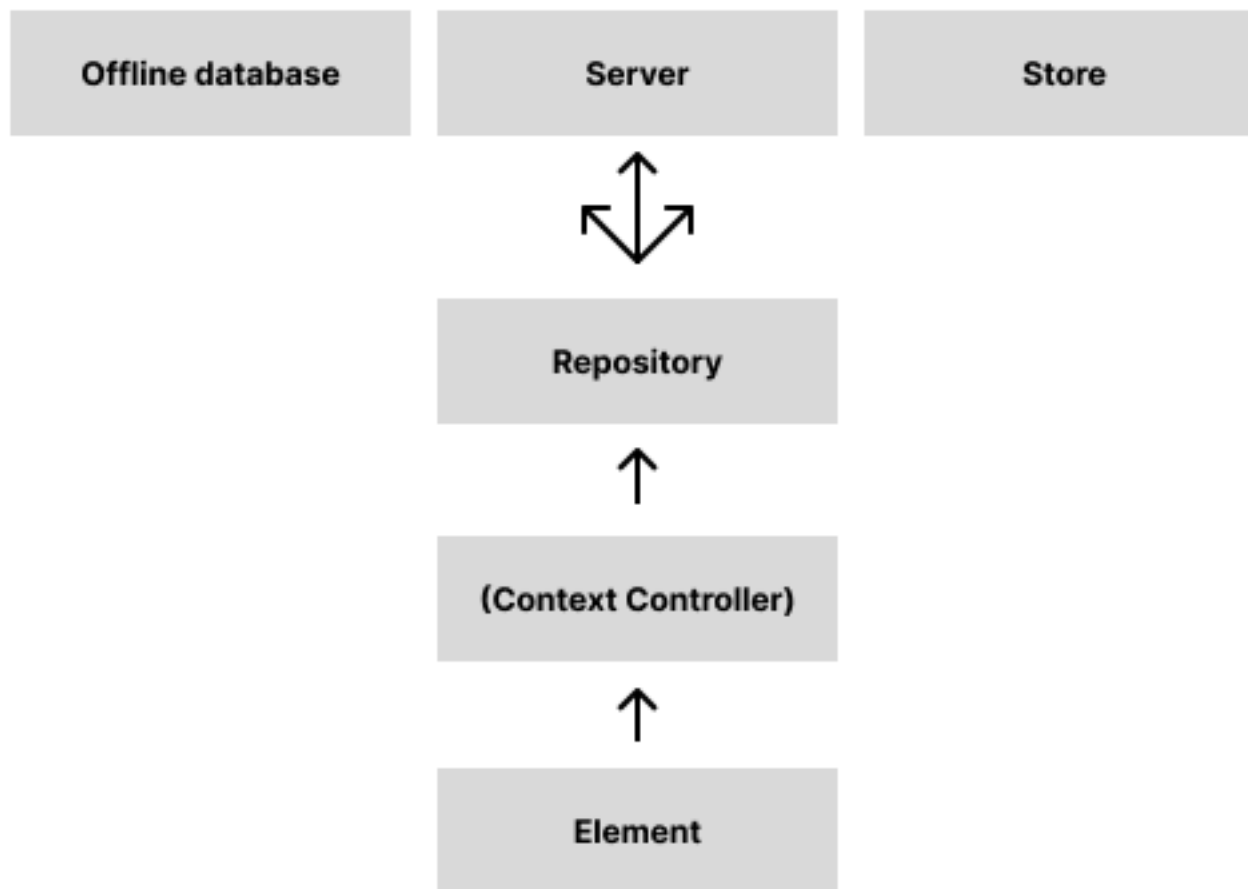 Offline database
Server
Store
Repository
(Context Controller)
Element